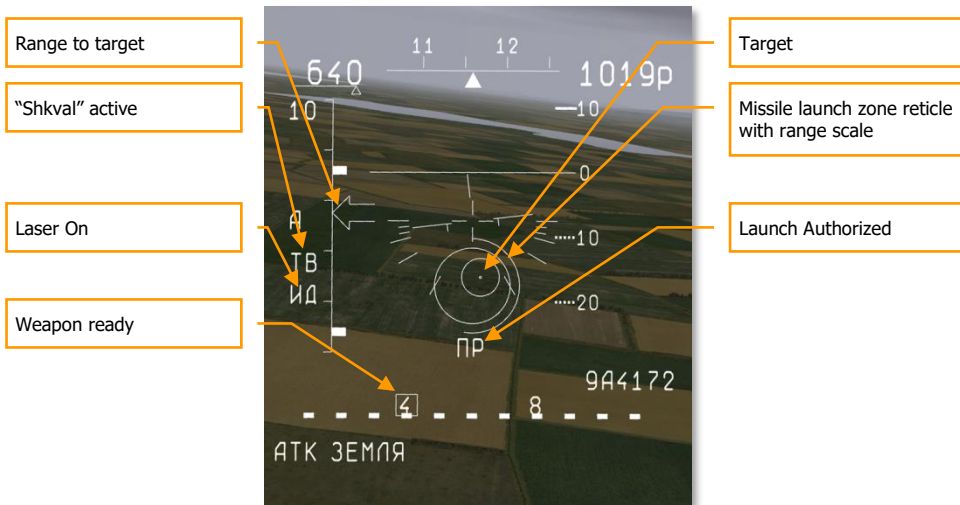 Range to target
"Shkval" active
Laser On
Weapon ready
11 12
640
1019р
10
10
0
А
10
ТВ
ИД
20
ПР
9А4172
4
8
АТК ЗЕМЛЯ
Target
Missile launch zone reticle
with range scale
Launch Authorized